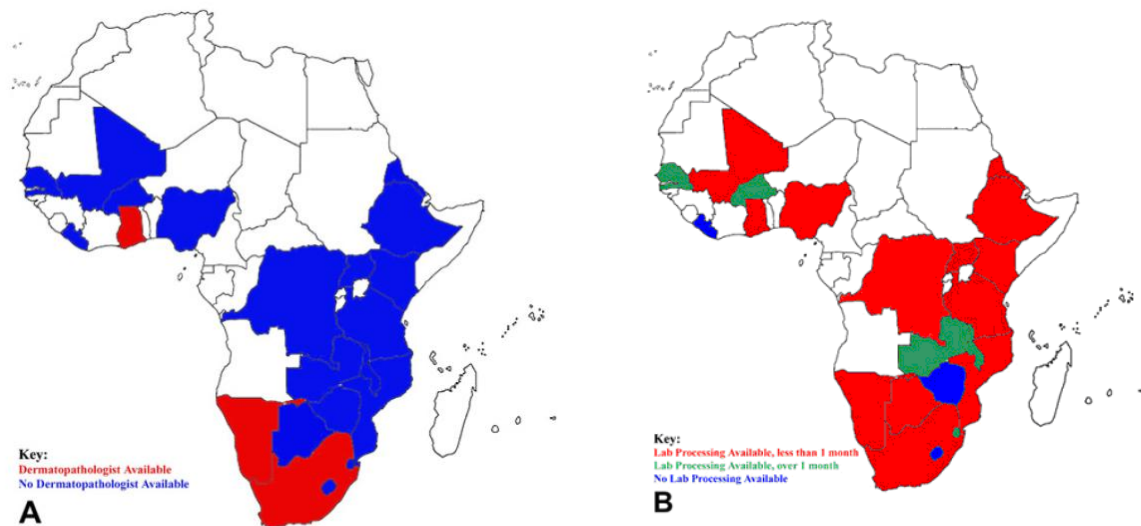 Key:
Dermatopathologist Available
No Dermatopathologist Available
A
Key:
Lab Processing Available, less than 1 month
Lab Processing Available, over 1 month
No Lab Processing Available
B